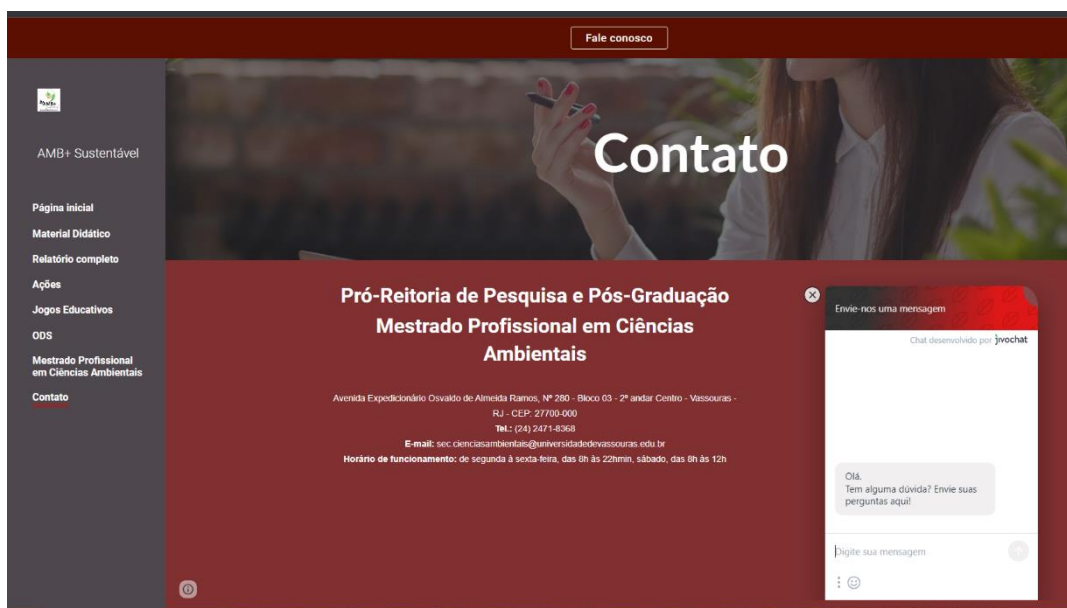 Fale conosco
AMB+ Sustentável
Página inicial
Material Didático
Relatório completo
Ações
Jogos Educativos
ODS
Mestrado Profissional
em Ciências Ambientais
Contato
Contato
Pró-Reitoria de Pesquisa e Pós-Graduação
Mestrado Profissional em Ciências
Ambientais
Avenida Expedicionário Osvaldo de Almeida Ramos, Nº 280 - Bloco 03 - 2º andar Centro - Vassouras -
RJ - CEP: 27700-000
Tel.: (24) 2471-8368
E-mail: sec.cienciasambientais@universidadedevassouras.edu.br
Horário de funcionamento: de segunda à sexta-feira, das 8h às 22hmin, sábado, das 8h às 12h
Envie-nos uma mensagem
Chat desenvolvido por jivochat
Olá.
Tem alguma dúvida? Envie suas
perguntas aqui!
Digite sua mensagem